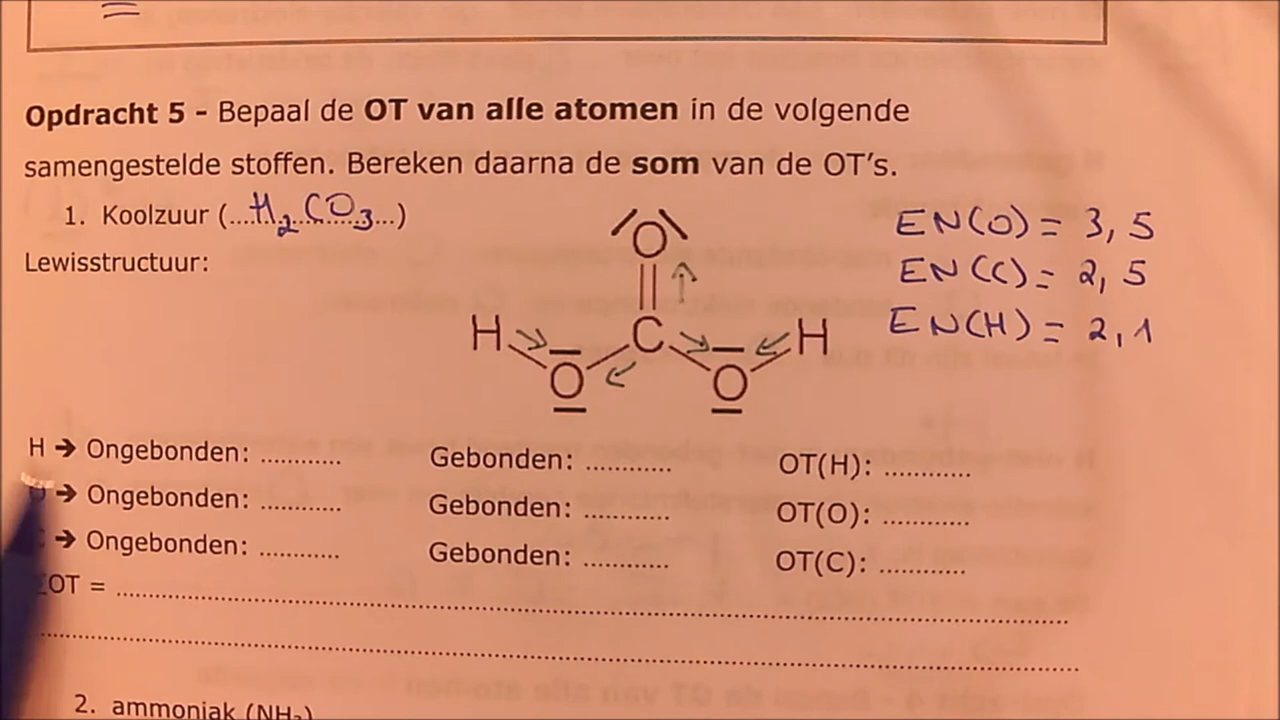 Opdracht 5 - Bepaal de OT van alle atomen in de volgende
samengestelde stoffen. Bereken daarna de som van de OT's.
1. Koolzuur (....H₂CO₃...)
Lewisstructuur:
O
H C H
O O
EN(O) = 3,5
EN(C) = 2,5
EN(H) = 2,1
H → Ongebonden: ........... Gebonden: ........... OT(H): ...........
O → Ongebonden: ........... Gebonden: ........... OT(O): ...........
C → Ongebonden: ........... Gebonden: ........... OT(C): ...........
ΣOT = ...........
2. ammoniak (NH₃)